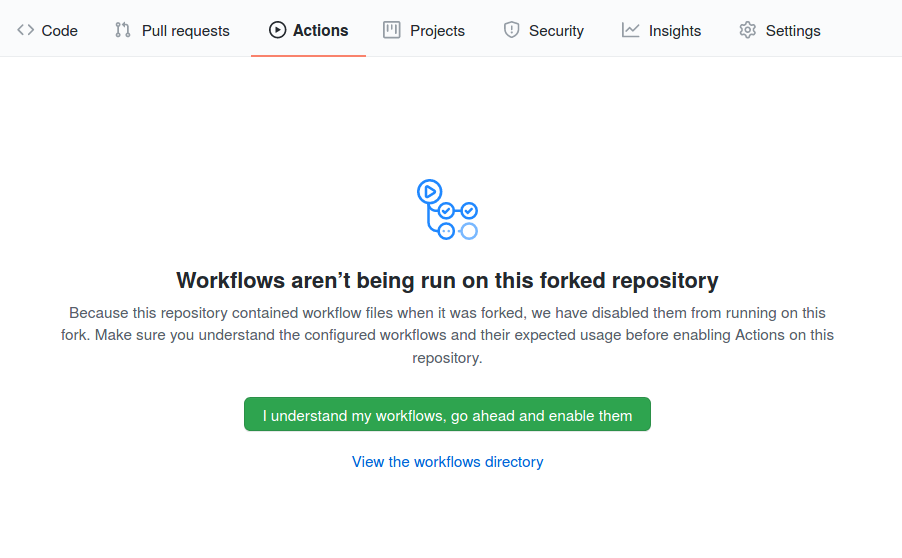 Code Pull requests Actions Projects Security Insights Settings
Workflows aren’t being run on this forked repository
Because this repository contained workflow files when it was forked, we have disabled them from running on this
fork. Make sure you understand the configured workflows and their expected usage before enabling Actions on this
repository.
I understand my workflows, go ahead and enable them
View the workflows directory